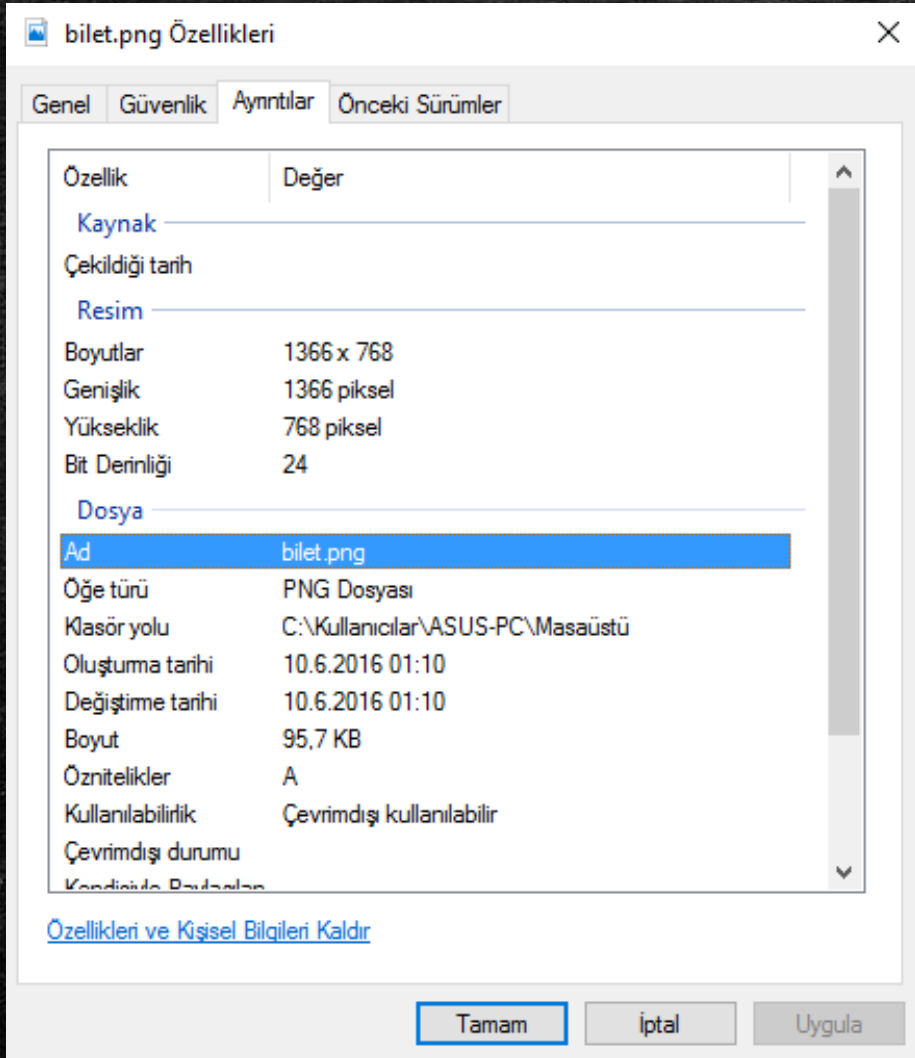 bilet.png Özellikleri
Genel Güvenlik Ayrıntılar Önceki Sürümler
Özellik Değer
Kaynak
Çekildiği tarih
Resim
Boyutlar 1366 x 768
Genişlik 1366 piksel
Yükseklik 768 piksel
Bit Derinliği 24
Dosya
Ad bilet.png
Öğe türü PNG Dosyası
Klasör yolu C:\Kullanıcılar\ASUS-PC\Masaüstü
Oluşturma tarihi 10.6.2016 01:10
Değiştirme tarihi 10.6.2016 01:10
Boyut 95,7 KB
Öznitelikler A
Kullanılabilirlik Çevrimdışı kullanılabilir
Çevrimdışı durumu
Kendisiyle Paylaşılan
Özellikleri ve Kişisel Bilgileri Kaldır
Tamam İptal Uygula